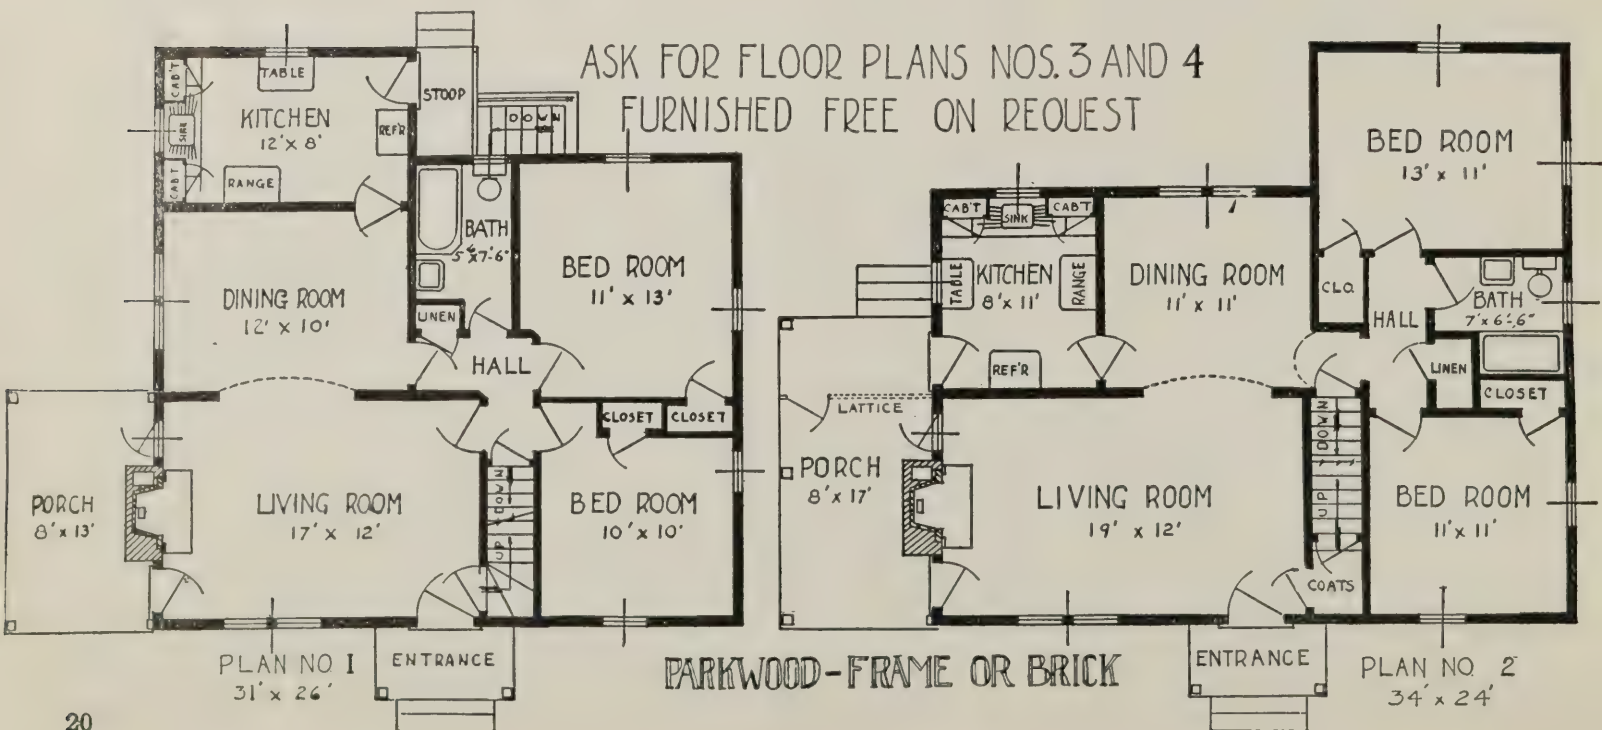 ASK FOR FLOOR PLANS NOS. 3 AND 4
FURNISHED FREE ON REQUEST
CAB'T
TABLE
KITCHEN
12' x 8'
SINK
CAB'T
RANGE
REF'R
STOOP
DOWN
BATH
5'-4" x 7'-6"
BED ROOM
11' x 13'
DINING ROOM
12' x 10'
LINEN
HALL
CLOSET
CLOSET
PORCH
8' x 13'
LIVING ROOM
17' x 12'
DOWN
UP
BED ROOM
10' x 10'
PLAN NO 1
31' x 26'
ENTRANCE
BED ROOM
13' x 11'
CAB'T
SINK
CAB'T
TABLE
KITCHEN
8' x 11'
RANGE
DINING ROOM
11' x 11'
CLO.
HALL
BATH
7' x 6'-6"
REF'R
LINEN
CLOSET
LATTICE
PORCH
8' x 17'
LIVING ROOM
19' x 12'
DOWN
UP
BED ROOM
11' x 11'
COATS
PARKWOOD-FRAME OR BRICK
ENTRANCE
PLAN NO. 2
34' x 24'
20